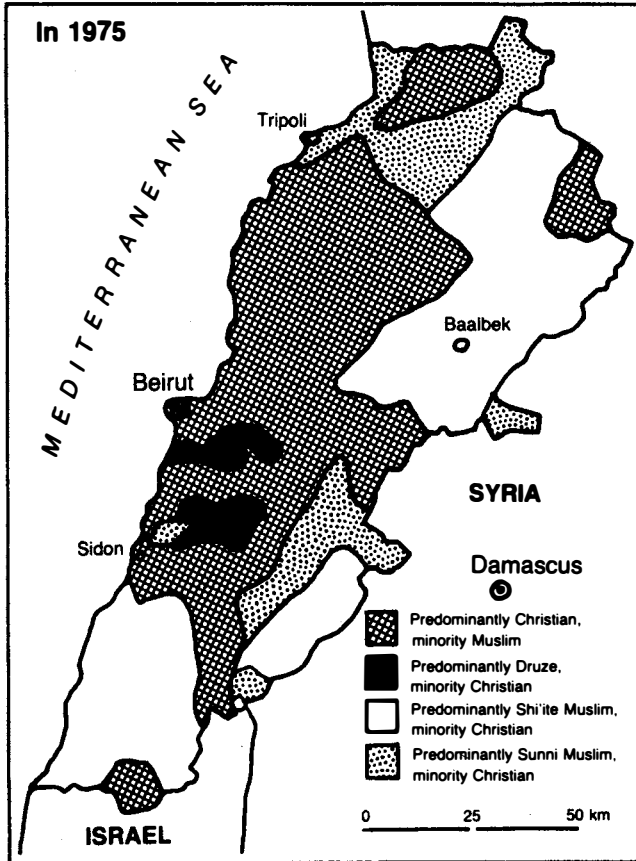 In 1975
MEDITERRANEAN SEA
Tripoli
Baalbek
Beirut
SYRIA
Sidon
Damascus
Predominantly Christian,
minority Muslim
Predominantly Druze,
minority Christian
Predominantly Shi'ite Muslim,
minority Christian
Predominantly Sunni Muslim,
minority Christian
0 25 50 km
ISRAEL